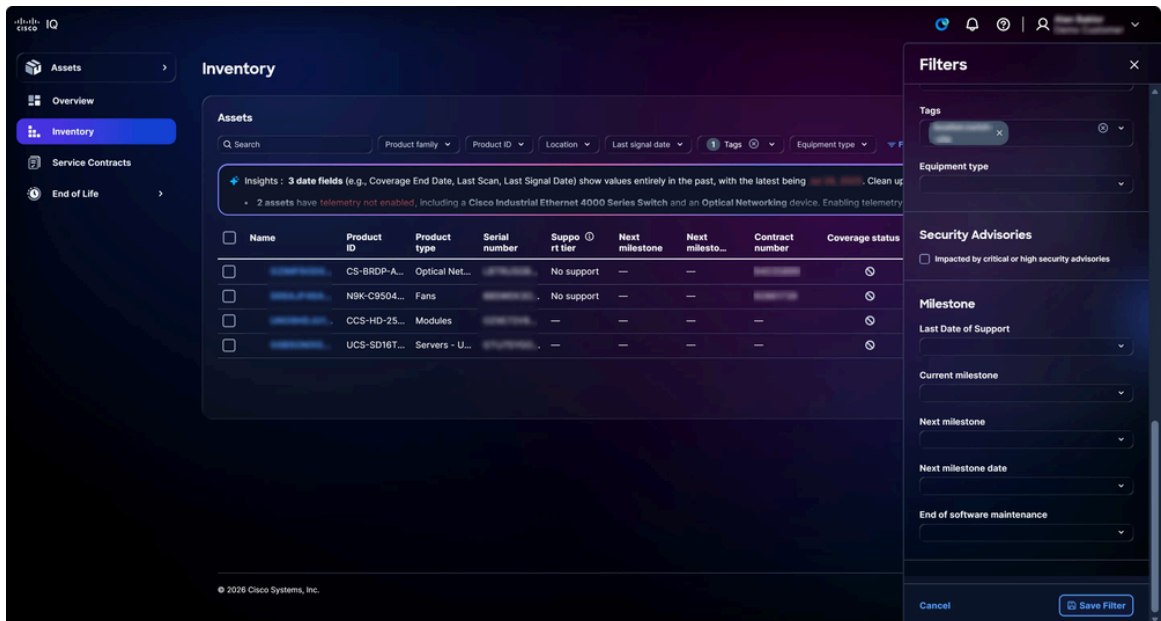 cisco IQ
Assets
Overview
Inventory
Service Contracts
End of Life
Inventory
Assets
Search
Product family
Product ID
Location
Last signal date
1 Tags
Equipment type
F
Insights : 3 date fields (e.g., Coverage End Date, Last Scan, Last Signal Date) show values entirely in the past, with the latest being . Clean up
• 2 assets have telemetry not enabled, including a Cisco Industrial Ethernet 4000 Series Switch and an Optical Networking device. Enabling telemetry
Name Product ID Product type Serial number Suppo rt tier Next milestone Next milesto... Contract number Coverage status
CS-BRDP-A... Optical Net... No support — —
N9K-C9504... Fans No support — —
CCS-HD-25... Modules — — — —
UCS-SD16T... Servers - U... — — — —
© 2026 Cisco Systems, Inc.
Filters
Tags
Equipment type
Security Advisories
Impacted by critical or high security advisories
Milestone
Last Date of Support
Current milestone
Next milestone
Next milestone date
End of software maintenance
Cancel
Save Filter